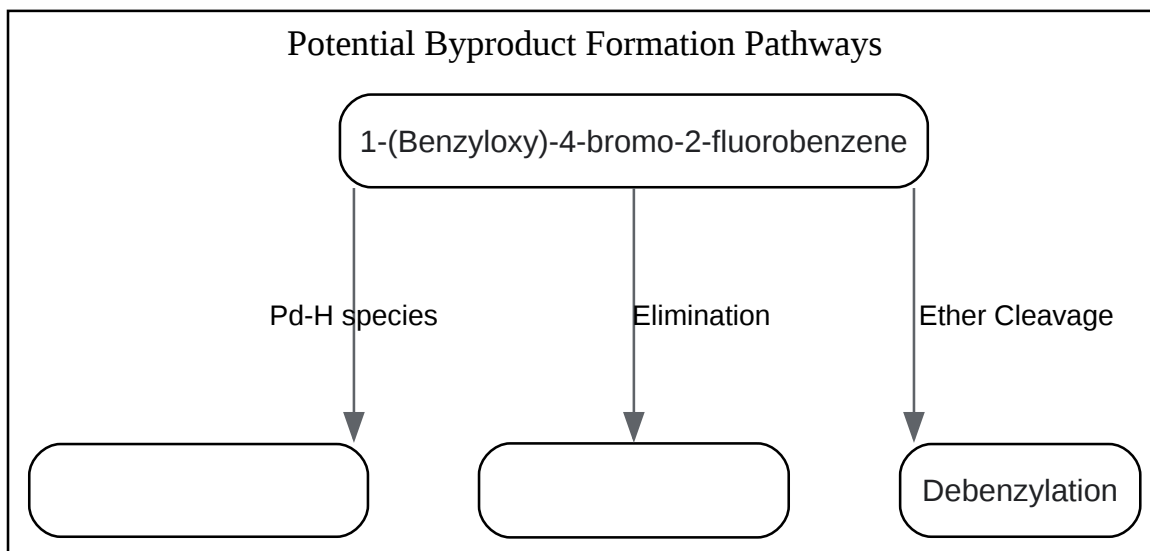 Potential Byproduct Formation Pathways
1-(Benzyloxy)-4-bromo-2-fluorobenzene
Pd-H species
Elimination
Ether Cleavage
Debenzylation